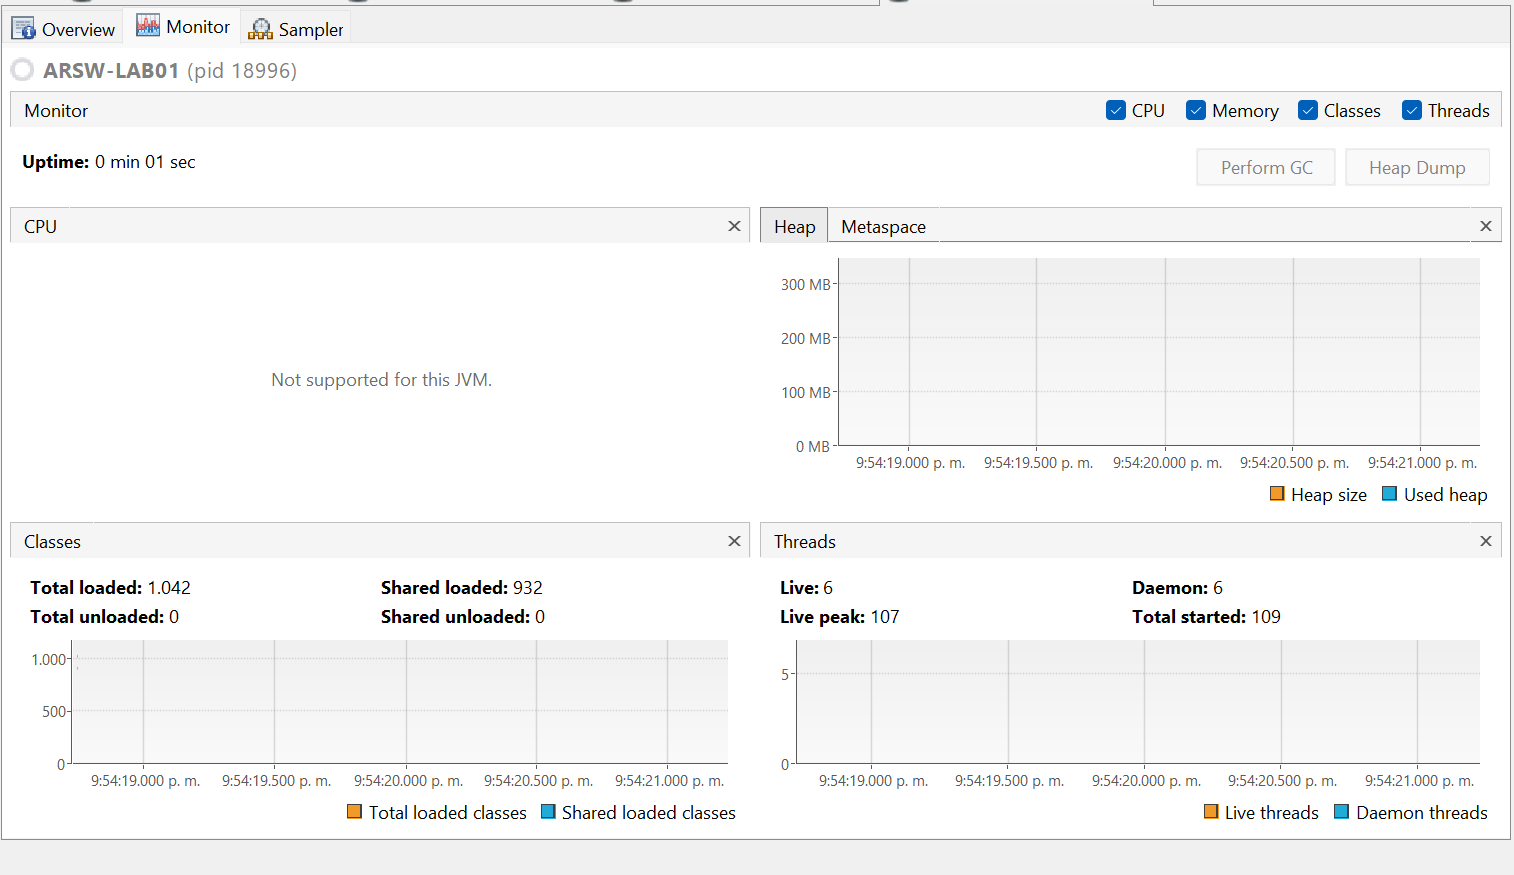 Overview Monitor Sampler
ARSW-LAB01 (pid 18996)
Monitor CPU Memory Classes Threads
Uptime: 0 min 01 sec
Perform GC Heap Dump
CPU
Not supported for this JVM.
Heap Metaspace
300 MB
200 MB
100 MB
0 MB
9:54:19.000 p. m. 9:54:19.500 p. m. 9:54:20.000 p. m. 9:54:20.500 p. m. 9:54:21.000 p. m.
Heap size Used heap
Classes
Total loaded: 1.042 Shared loaded: 932
Total unloaded: 0 Shared unloaded: 0
1.000
500
0
9:54:19.000 p. m. 9:54:19.500 p. m. 9:54:20.000 p. m. 9:54:20.500 p. m. 9:54:21.000 p. m.
Total loaded classes Shared loaded classes
Threads
Live: 6 Daemon: 6
Live peak: 107 Total started: 109
5
0
9:54:19.000 p. m. 9:54:19.500 p. m. 9:54:20.000 p. m. 9:54:20.500 p. m. 9:54:21.000 p. m.
Live threads Daemon threads